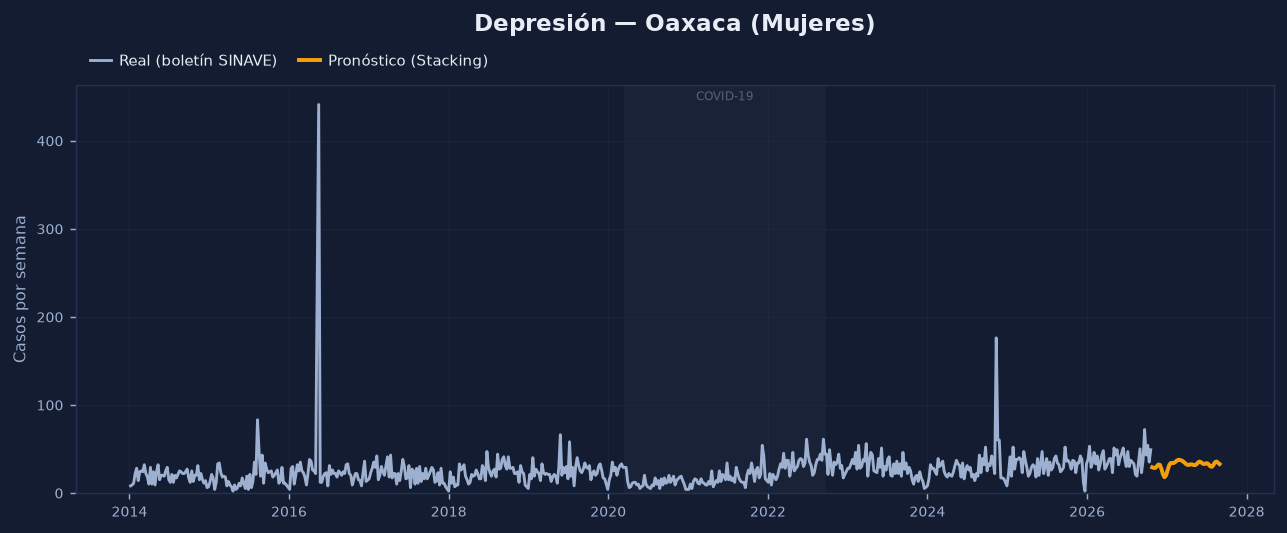 Depresión — Oaxaca (Mujeres)
Real (boletín SINAVE)
Pronóstico (Stacking)
COVID-19
Casos por semana
400
300
200
100
0
2014
2016
2018
2020
2022
2024
2026
2028